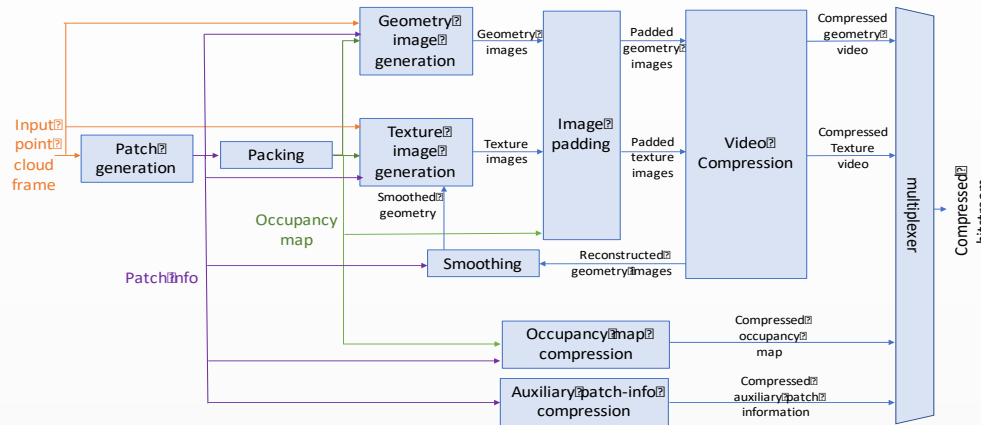 Geometry
image
generation
Geometry
images
Padded
geometry
images
Compressed
geometry
video
Input
point
cloud
frame
Patch
generation
Packing
Texture
image
generation
Texture
images
Image
padding
Padded
texture
images
Video
Compression
Compressed
Texture
video
multiplexer
Compressed
Smoothed
geometry
Occupancy
map
Smoothing
Reconstructed
geometry images
Patch info
Occupancy map
compression
Compressed
occupancy
map
Auxiliary patch-info
compression
Compressed
auxiliary patch
information